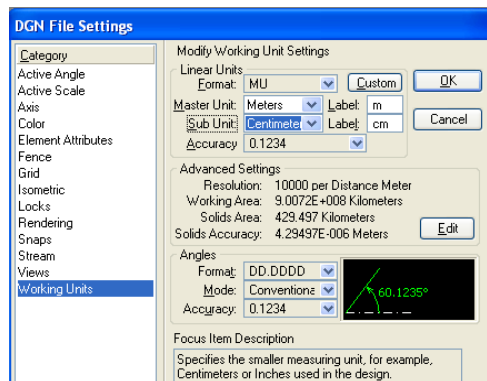 DGN File Settings
Category
Active Angle
Active Scale
Axis
Color
Element Attributes
Fence
Grid
Isometric
Locks
Rendering
Snaps
Stream
Views
Working Units
Modify Working Unit Settings
Linear Units
Format: MU Custom
Master Unit: Meters Label: m
Sub Unit: Centimeter Label: cm
Accuracy 0.1234
OK
Cancel
Advanced Settings
Resolution: 10000 per Distance Meter
Working Area: 9.0072E+008 Kilometers
Solids Area: 429.497 Kilometers
Solids Accuracy: 4.29497E-006 Meters
Edit
Angles
Format: DD.DDDD
Mode: Conventiona
Accuracy: 0.1234
60.1235°
Focus Item Description
Specifies the smaller measuring unit, for example,
Centimeters or Inches used in the design.